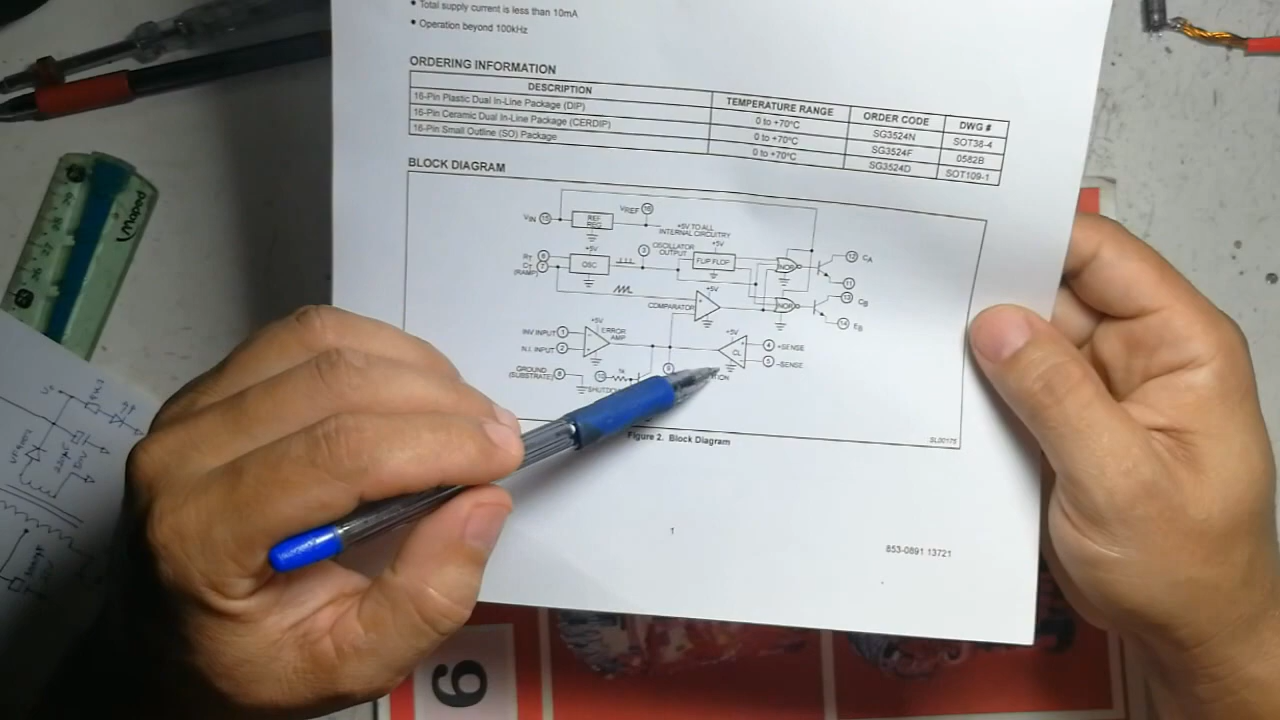 • Total supply current is less than 10mA
• Operation beyond 100kHz
ORDERING INFORMATION
DESCRIPTION TEMPERATURE RANGE ORDER CODE DWG #
16-Pin Plastic Dual In-Line Package (DIP) 0 to +70°C SG3524N SOT38-4
16-Pin Ceramic Dual In-Line Package (CERDIP) 0 to +70°C SG3524F 0582B
16-Pin Small Outline (SO) Package 0 to +70°C SG3524D SOT109-1
BLOCK DIAGRAM
VIN 15 REF REG VREF 16
+5V TO ALL INTERNAL CIRCUITRY
RT 6 +5V OSC 3 OSCILLATOR OUTPUT +5V FLIP FLOP NOR 12 CA
CT 7 (RAMP) 11
COMPARATOR +5V NOR 13 CB
14 EB
INV INPUT 1 +5V ERROR AMP +5V CL 4 +SENSE
N.I. INPUT 2 5 –SENSE
GROUND (SUBSTRATE) 8 10 1k 9
Figure 2. Block Diagram
SL00175
1
853-0891 13721
Maped
6